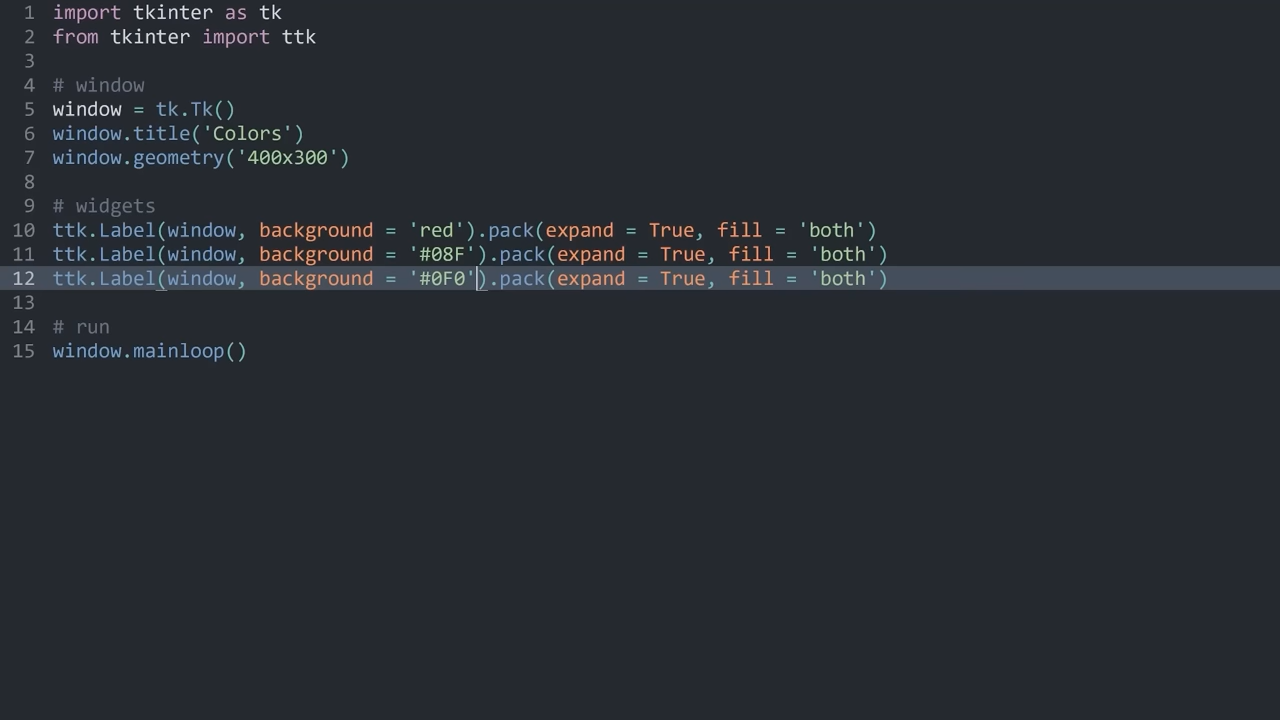 1 import tkinter as tk
2 from tkinter import ttk
3
4 # window
5 window = tk.Tk()
6 window.title('Colors')
7 window.geometry('400x300')
8
9 # widgets
10 ttk.Label(window, background = 'red').pack(expand = True, fill = 'both')
11 ttk.Label(window, background = '#08F').pack(expand = True, fill = 'both')
12 ttk.Label(window, background = '#0F0').pack(expand = True, fill = 'both')
13
14 # run
15 window.mainloop()